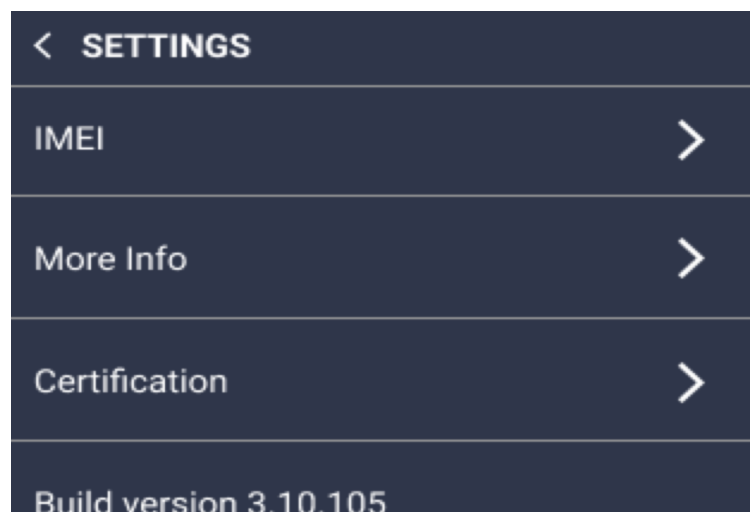 SETTINGS
IMEI
More Info
Certification
Build version 3.10.105